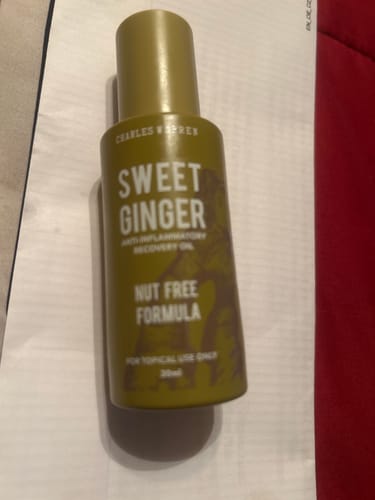 CHARLES WARREN
SWEET
GINGER
ANTI-INFLAMMATORY
RECOVERY OIL
NUT FREE
FORMULA
FOR TOPICAL USE ONLY
30ml